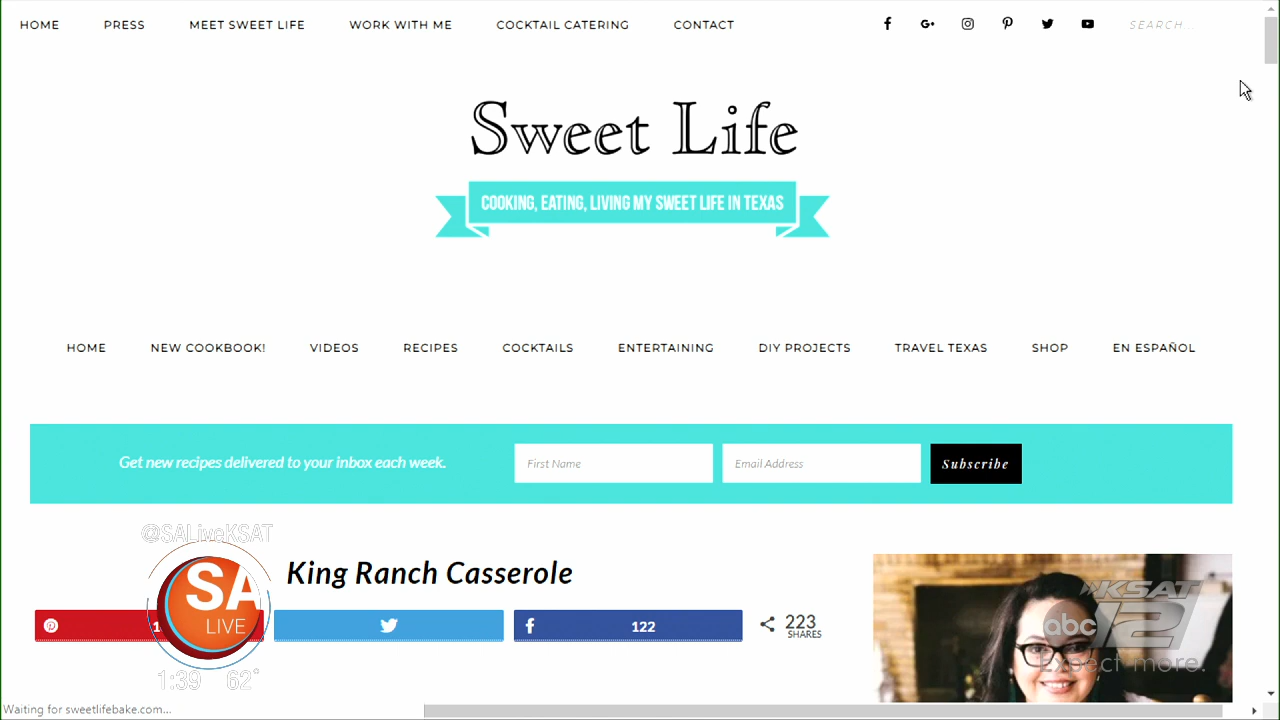 HOME PRESS MEET SWEET LIFE WORK WITH ME COCKTAIL CATERING CONTACT SEARCH...
Sweet Life
COOKING, EATING, LIVING MY SWEET LIFE IN TEXAS
HOME NEW COOKBOOK! VIDEOS RECIPES COCKTAILS ENTERTAINING DIY PROJECTS TRAVEL TEXAS SHOP EN ESPAÑOL
Get new recipes delivered to your inbox each week. First Name Email Address Subscribe
@SALiveKSAT
King Ranch Casserole
SA
LIVE
122
223
SHARES
KSAT
abc 12
Expect more.
1:39 62°
Waiting for sweetlifebake.com...